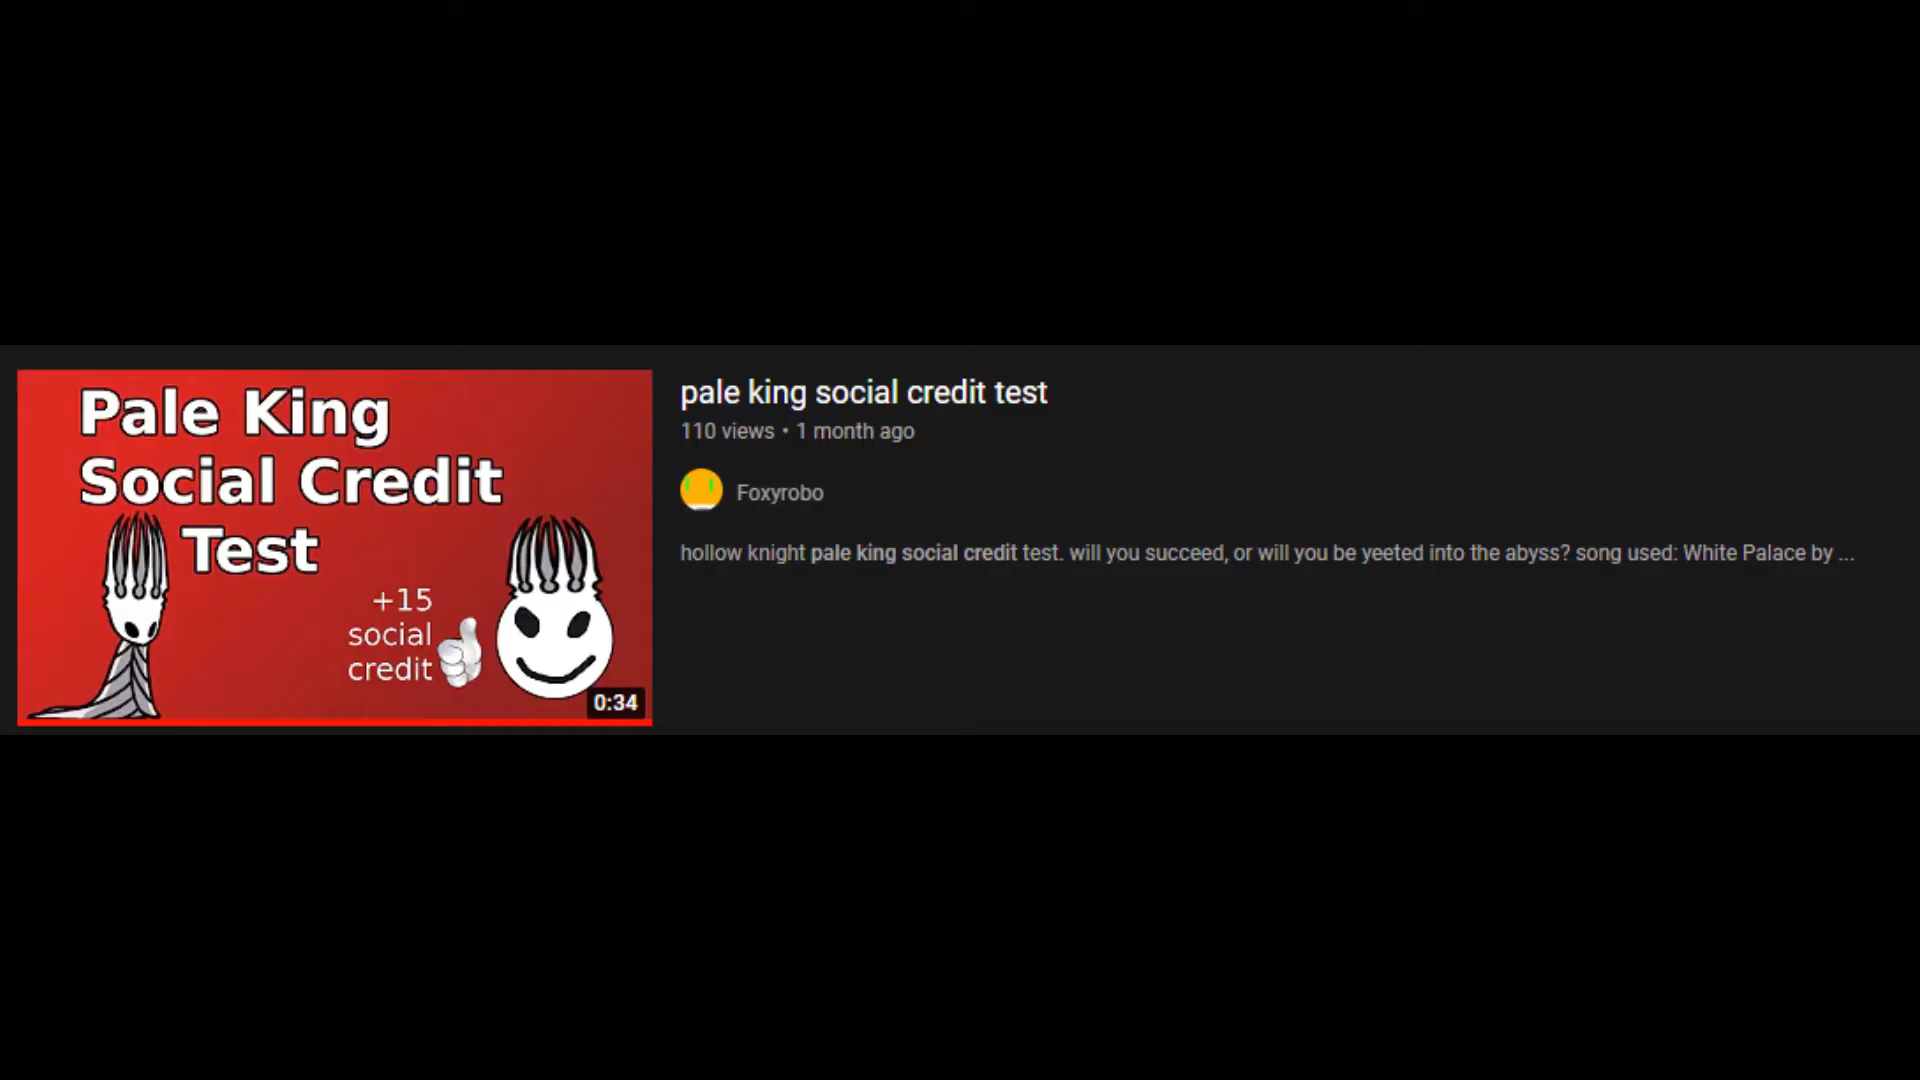 Pale King
Social Credit
Test
+15
social
credit
0:34
pale king social credit test
110 views • 1 month ago
Foxyrobo
hollow knight pale king social credit test. will you succeed, or will you be yeeted into the abyss? song used: White Palace by ...